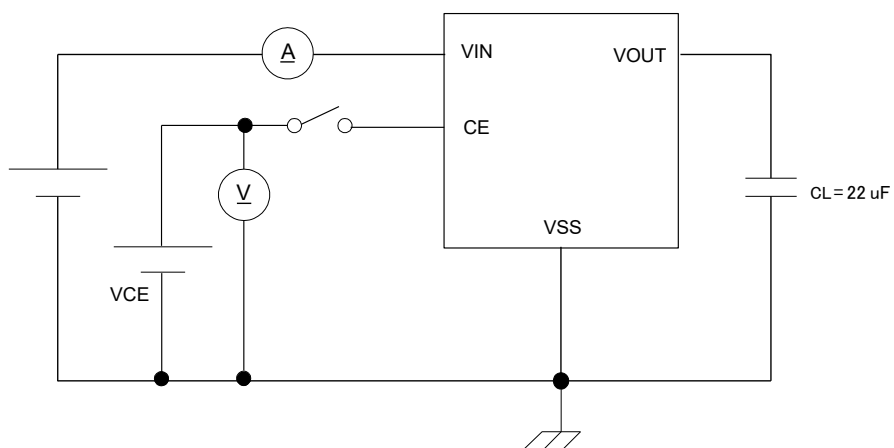 A
VIN
VOUT
CE
V
CL=22 uF
VSS
VCE